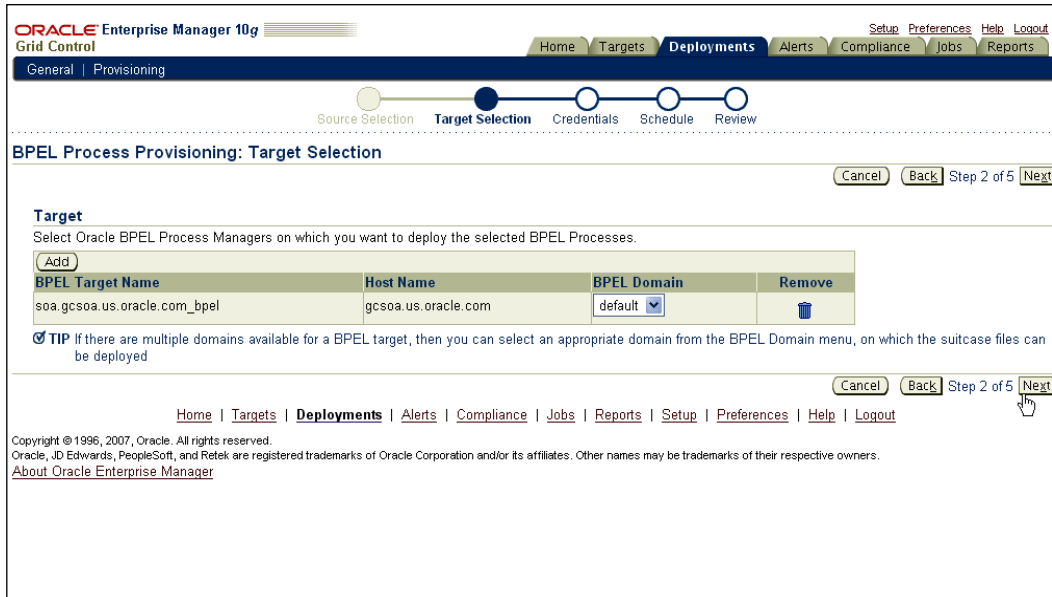 ORACLE Enterprise Manager 10g
Grid Control
Setup Preferences Help Logout
Home Targets Deployments Alerts Compliance Jobs Reports
General | Provisioning
Source Selection Target Selection Credentials Schedule Review
BPEL Process Provisioning: Target Selection
Cancel Back Step 2 of 5 Next
Target
Select Oracle BPEL Process Managers on which you want to deploy the selected BPEL Processes.
Add
BPEL Target Name Host Name BPEL Domain Remove
soa.gcsoa.us.oracle.com_bpel gcsoa.us.oracle.com default
TIP If there are multiple domains available for a BPEL target, then you can select an appropriate domain from the BPEL Domain menu, on which the suitcase files can
be deployed
Cancel Back Step 2 of 5 Next
Home | Targets | Deployments | Alerts | Compliance | Jobs | Reports | Setup | Preferences | Help | Logout
Copyright © 1996, 2007, Oracle. All rights reserved.
Oracle, JD Edwards, PeopleSoft, and Retek are registered trademarks of Oracle Corporation and/or its affiliates. Other names may be trademarks of their respective owners.
About Oracle Enterprise Manager